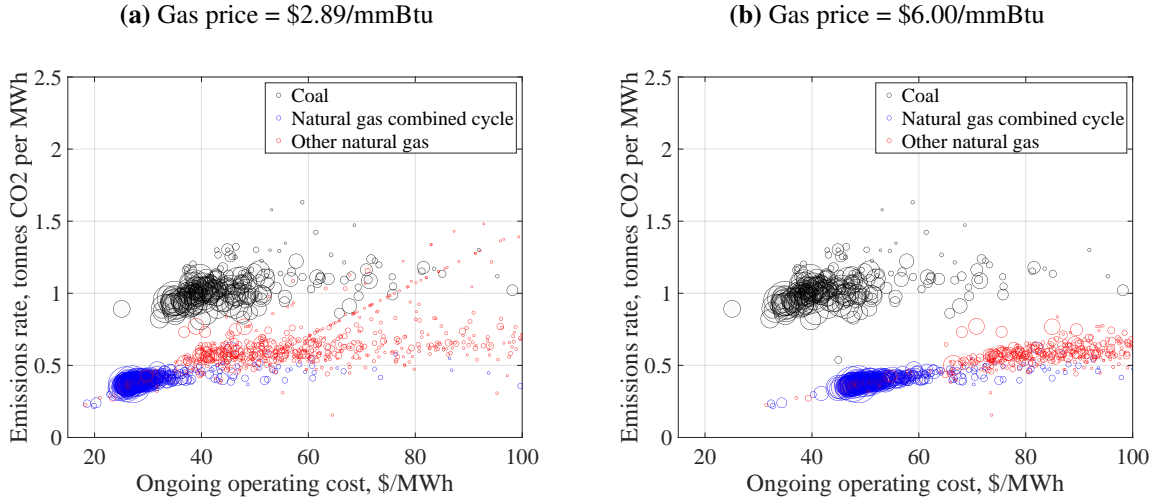 (a) Gas price = $2.89/mmBtu
Emissions rate, tonnes CO2 per MWh
2.5
2
1.5
1
0.5
0
Coal
Natural gas combined cycle
Other natural gas
20 40 60 80 100
Ongoing operating cost, $/MWh
(b) Gas price = $6.00/mmBtu
Emissions rate, tonnes CO2 per MWh
2.5
2
1.5
1
0.5
0
Coal
Natural gas combined cycle
Other natural gas
20 40 60 80 100
Ongoing operating cost, $/MWh